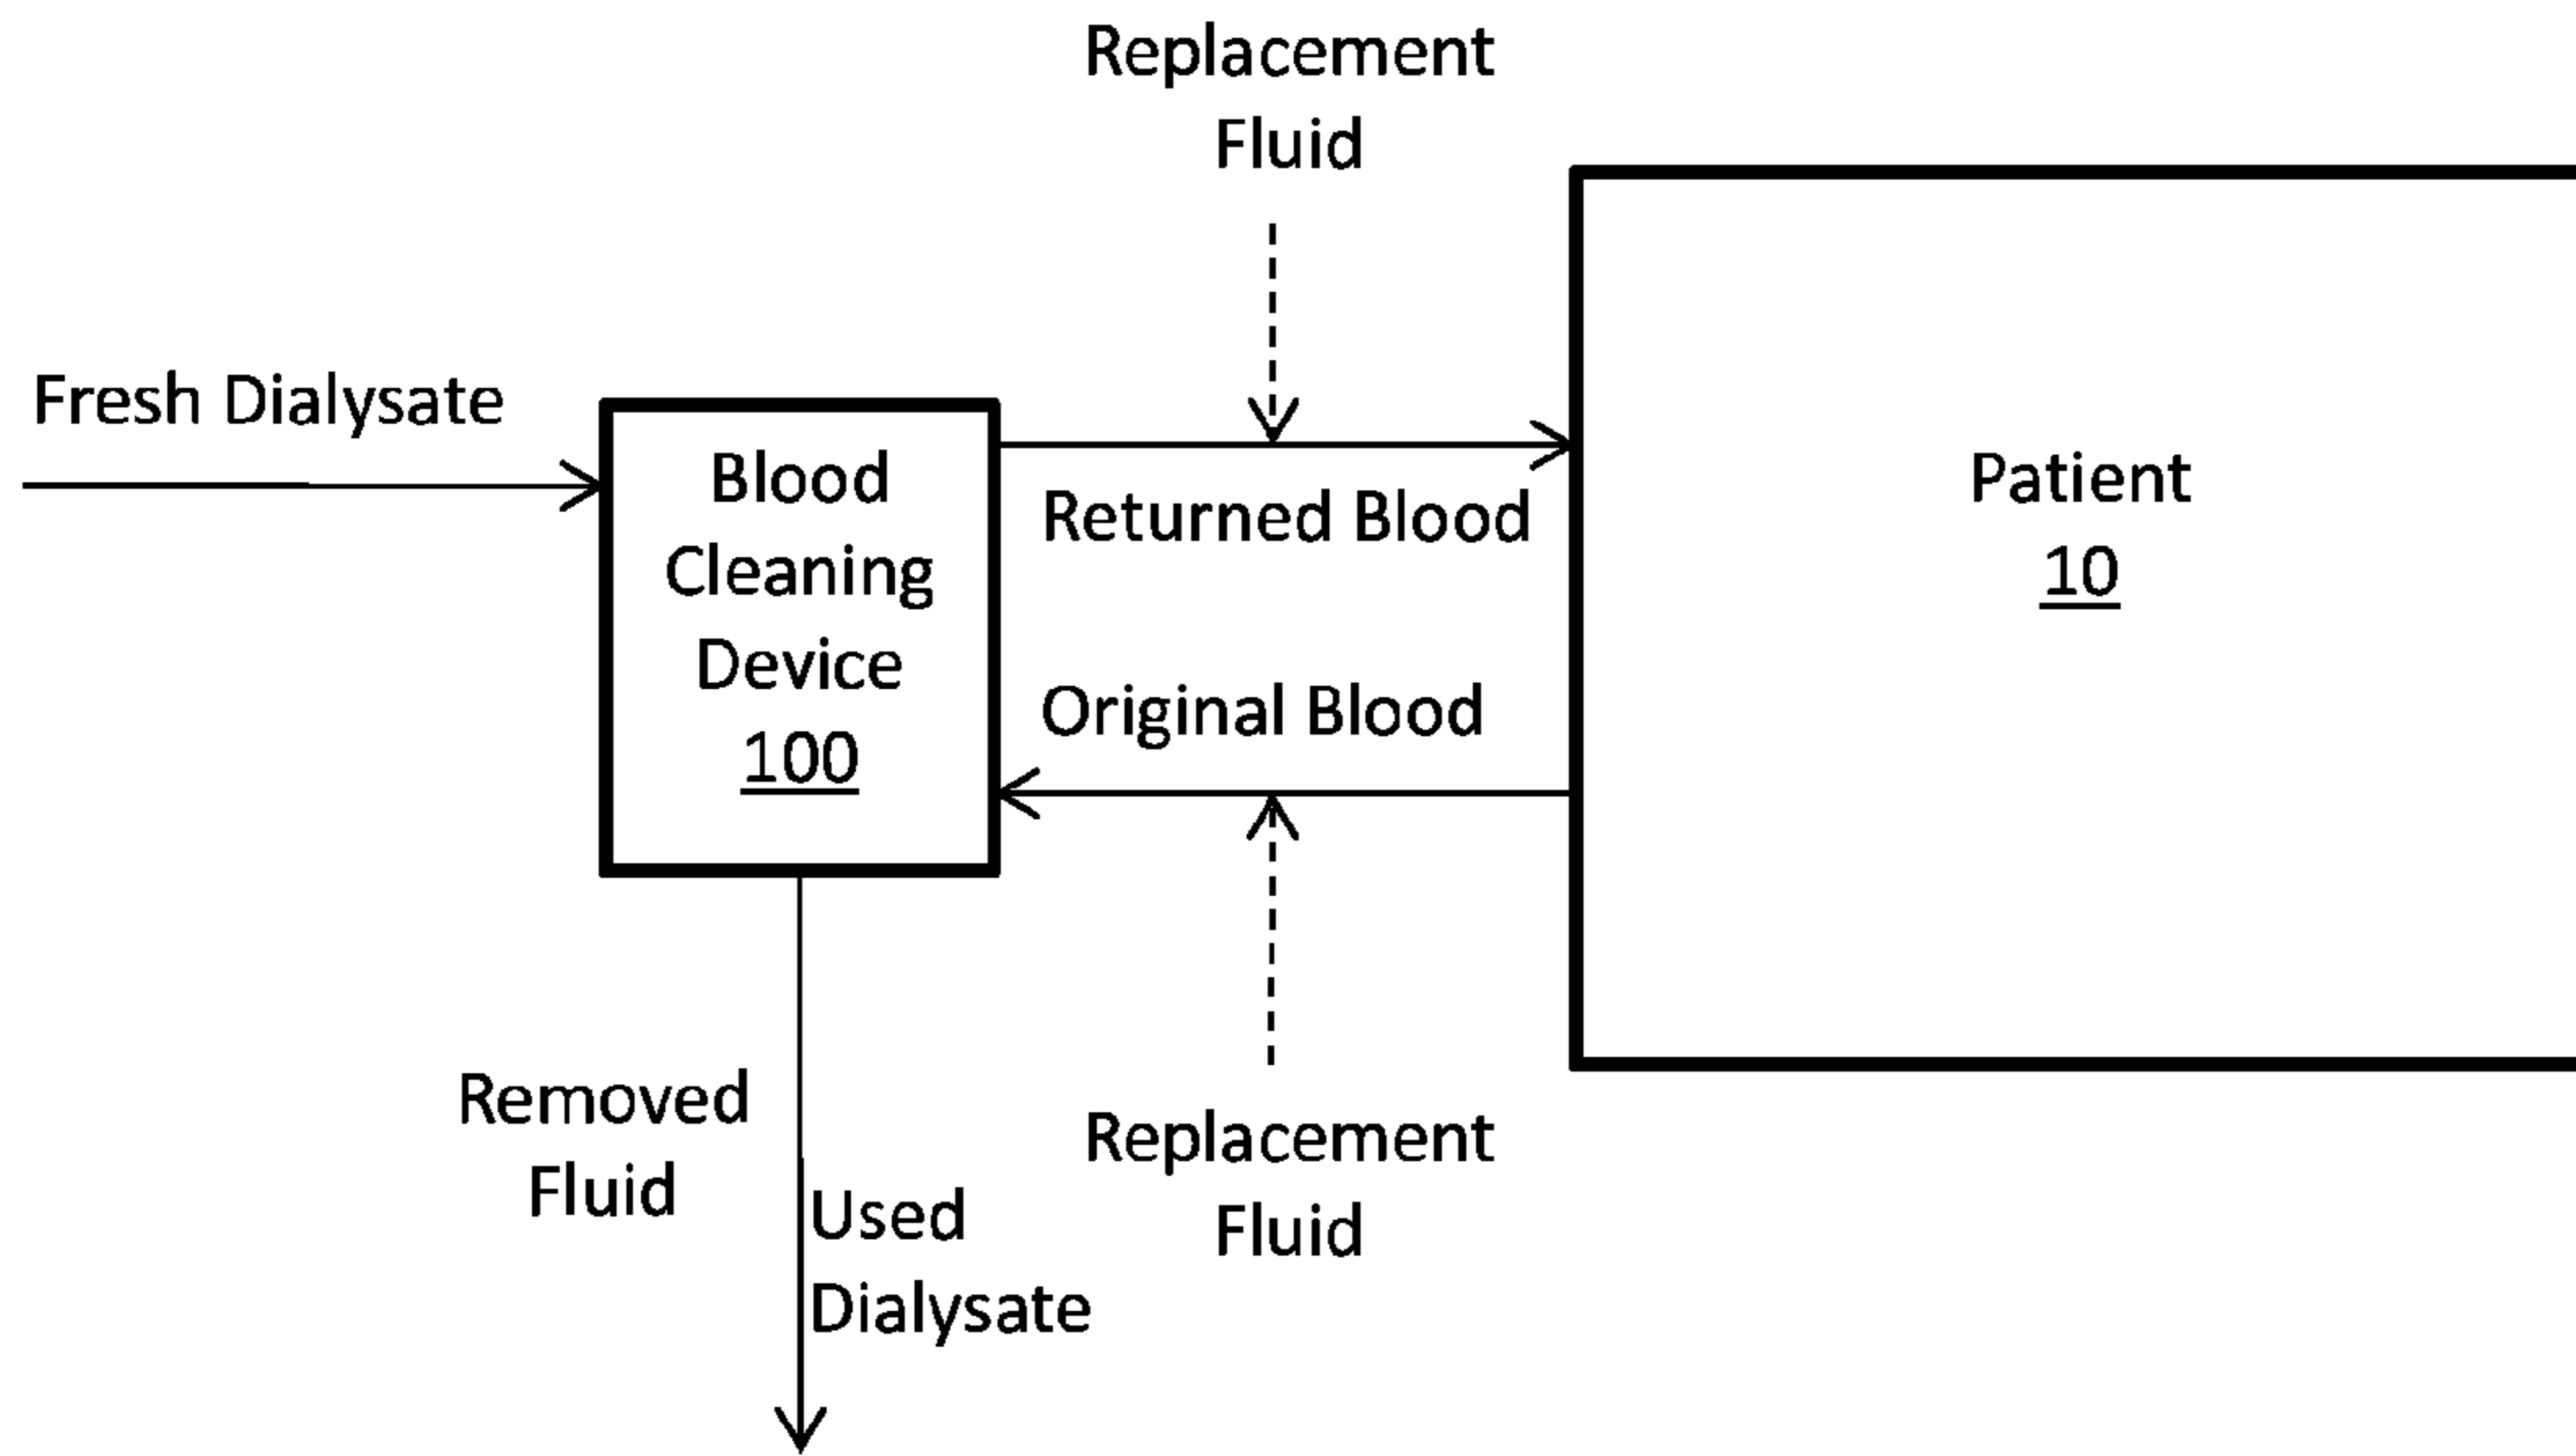 Replacement
Fluid
Fresh Dialysate
Blood
Cleaning
Device
100
Returned Blood
Original Blood
Patient
10
Removed
Fluid
Used
Dialysate
Replacement
Fluid